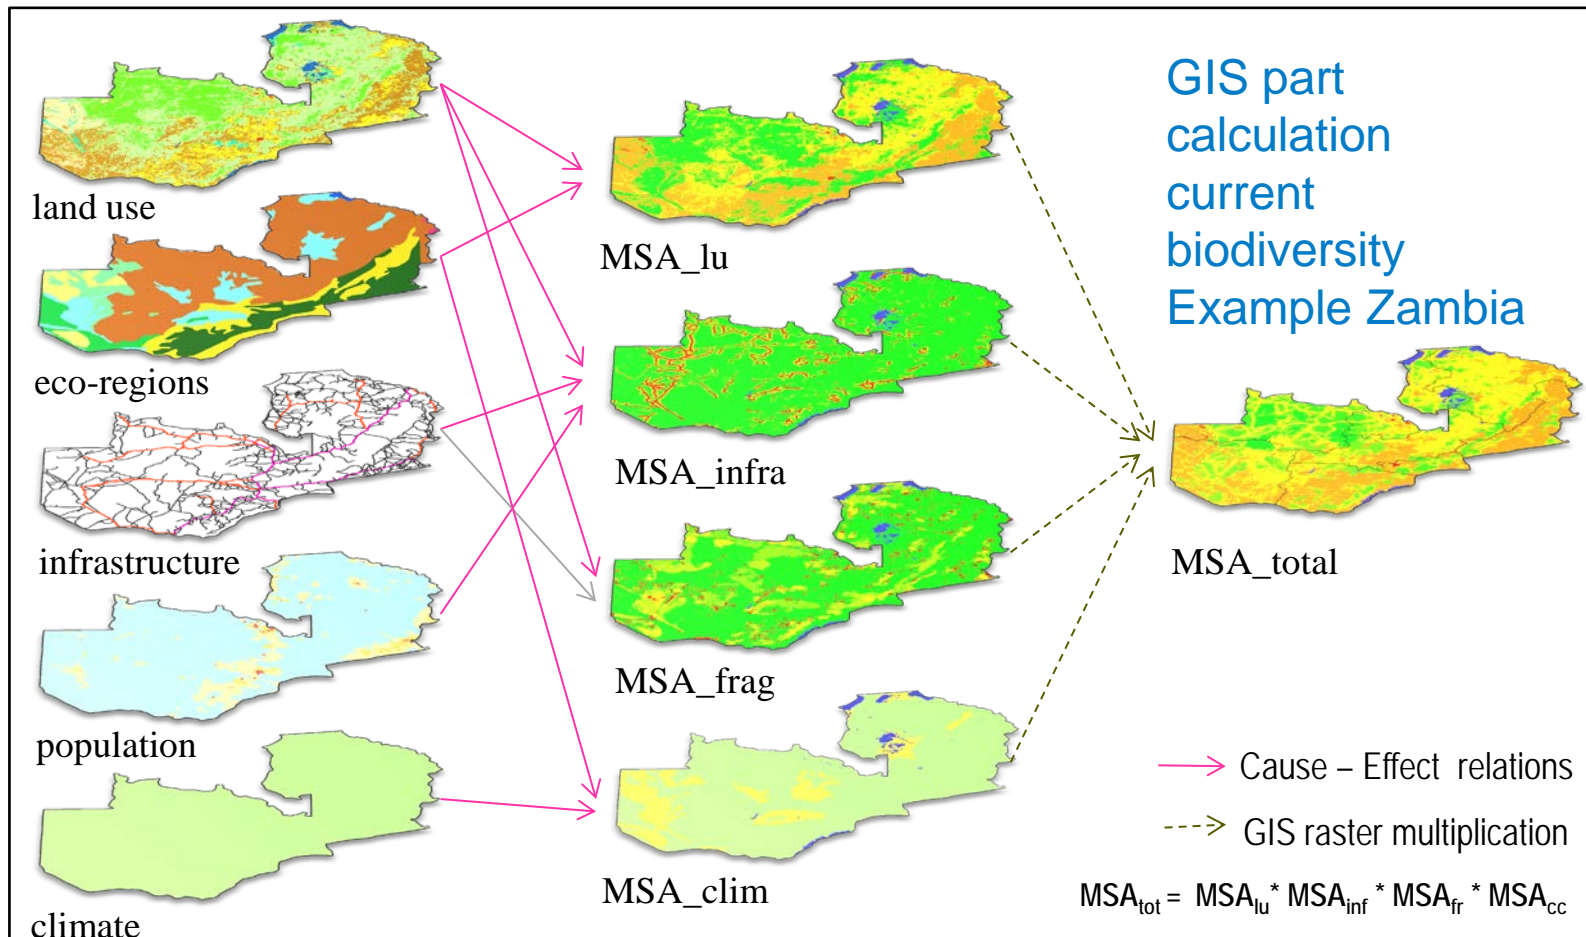 GIS part
calculation
current
biodiversity
Example Zambia
land use
eco-regions
infrastructure
population
climate
MSA_lu
MSA_infra
MSA_frag
MSA_clim
MSA_total
Cause – Effect relations
GIS raster multiplication
MSAtot = MSAlu* MSAinf * MSAfr * MSAcc